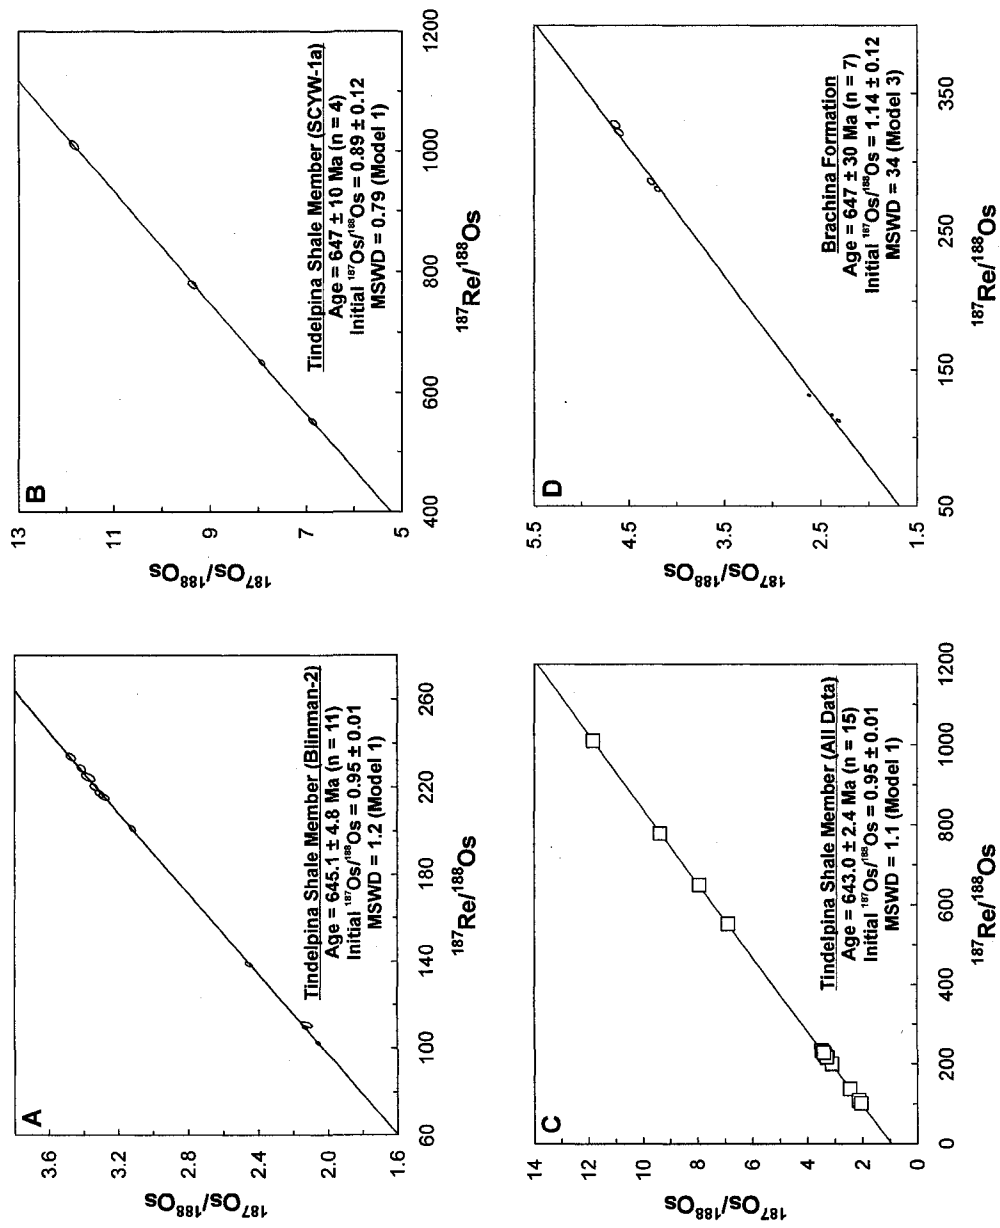 A
3.6
3.2
2.8
2.4
2.0
1.6
60
100
140
180
220
260
¹⁸⁷Os/¹⁸⁸Os
¹⁸⁷Re/¹⁸⁸Os
Tindelpina Shale Member (Blinman-2)
Age = 645.1 ± 4.8 Ma (n = 11)
Initial ¹⁸⁷Os/¹⁸⁸Os = 0.95 ± 0.01
MSWD = 1.2 (Model 1)
B
13
11
9
7
5
400
600
800
1000
1200
¹⁸⁷Os/¹⁸⁸Os
¹⁸⁷Re/¹⁸⁸Os
Tindelpina Shale Member (SCYW-1a)
Age = 647 ± 10 Ma (n = 4)
Initial ¹⁸⁷Os/¹⁸⁸Os = 0.89 ± 0.12
MSWD = 0.79 (Model 1)
C
14
12
10
8
6
4
2
0
0
200
400
600
800
1000
1200
¹⁸⁷Os/¹⁸⁸Os
¹⁸⁷Re/¹⁸⁸Os
Tindelpina Shale Member (All Data)
Age = 643.0 ± 2.4 Ma (n = 15)
Initial ¹⁸⁷Os/¹⁸⁸Os = 0.95 ± 0.01
MSWD = 1.1 (Model 1)
D
5.5
4.5
3.5
2.5
1.5
50
150
250
350
¹⁸⁷Os/¹⁸⁸Os
¹⁸⁷Re/¹⁸⁸Os
Brachina Formation
Age = 647 ± 30 Ma (n = 7)
Initial ¹⁸⁷Os/¹⁸⁸Os = 1.14 ± 0.12
MSWD = 34 (Model 3)